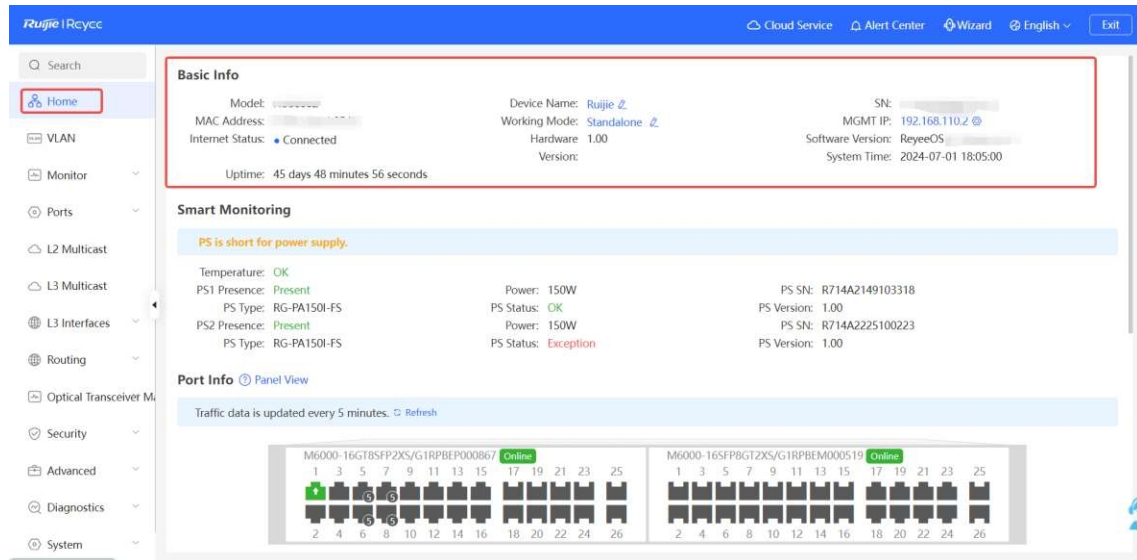 Ruijie | Rcycc
Cloud Service Alert Center Wizard English Exit
Search
Home
VLAN
Monitor
Ports
L2 Multicast
L3 Multicast
L3 Interfaces
Routing
Optical Transceiver Ma
Security
Advanced
Diagnostics
System
Basic Info
Model: Device Name: Ruijie SN:
MAC Address: Working Mode: Standalone MGMT IP: 192.168.110.2
Internet Status: Connected Hardware 1.00 Software Version: ReyeeOS
Version: System Time: 2024-07-01 18:05:00
Uptime: 45 days 48 minutes 56 seconds
Smart Monitoring
PS is short for power supply.
Temperature: OK
PS1 Presence: Present Power: 150W PS SN: R714A2149103318
PS Type: RG-PA150I-FS PS Status: OK PS Version: 1.00
PS2 Presence: Present Power: 150W PS SN: R714A2225100223
PS Type: RG-PA150I-FS PS Status: Exception PS Version: 1.00
Port Info Panel View
Traffic data is updated every 5 minutes. Refresh
M6000-16GT8SFP2XS/G1RPBEP000867 Online M6000-16SFP8GT2XS/G1RPBEM000519 Online
1 3 5 7 9 11 13 15 17 19 21 23 25 1 3 5 7 9 11 13 15 17 19 21 23 25
5 5
5 5
2 4 6 8 10 12 14 16 18 20 22 24 26 2 4 6 8 10 12 14 16 18 20 22 24 26